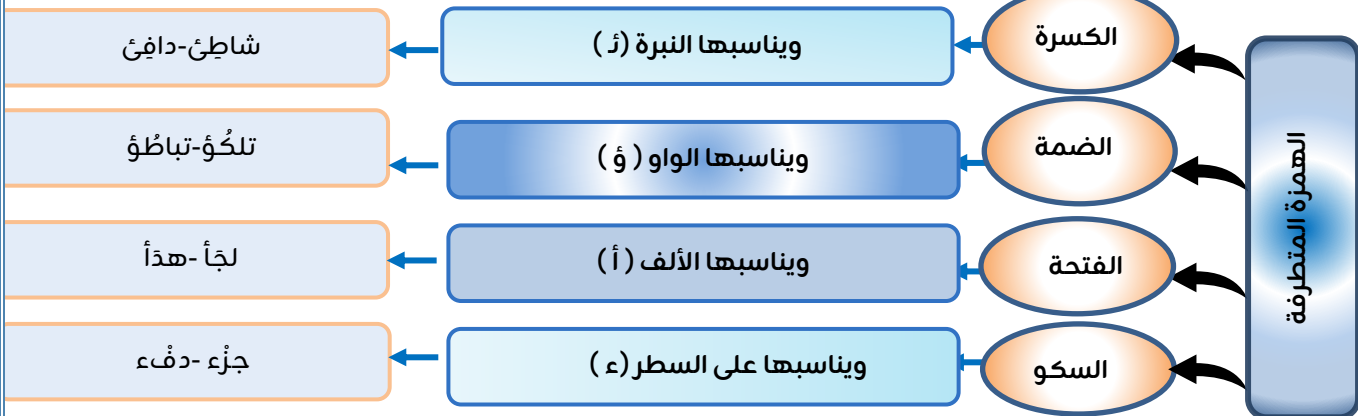 الهمزة المتطرفة
الكسرة
ويناسبها النبرة (ئـ )
شاطِئ-دافِئ
الضمة
ويناسبها الواو ( ؤ )
تلكُؤ-تباطُؤ
الفتحة
ويناسبها الألف ( أ )
لجَأ -هدَأ
السكو
ويناسبها على السطر (ء )
جزْء -دفْء